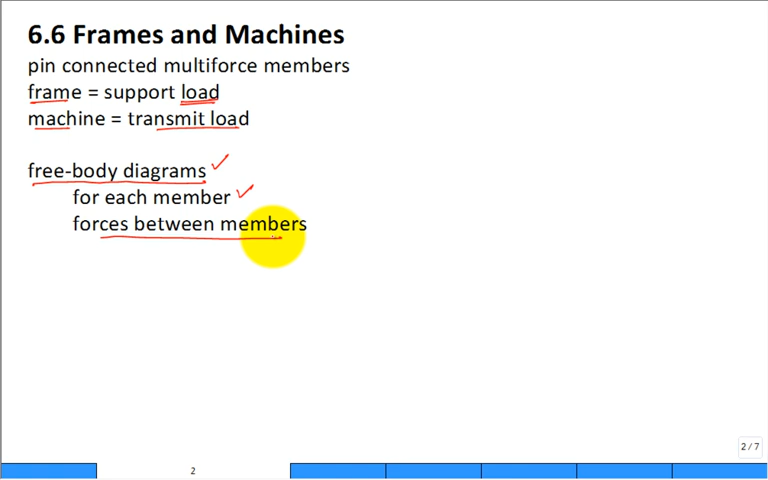 6.6 Frames and Machines
pin connected multiforce members
frame = support load
machine = transmit load
free-body diagrams
for each member
forces between members
2 / 7
2